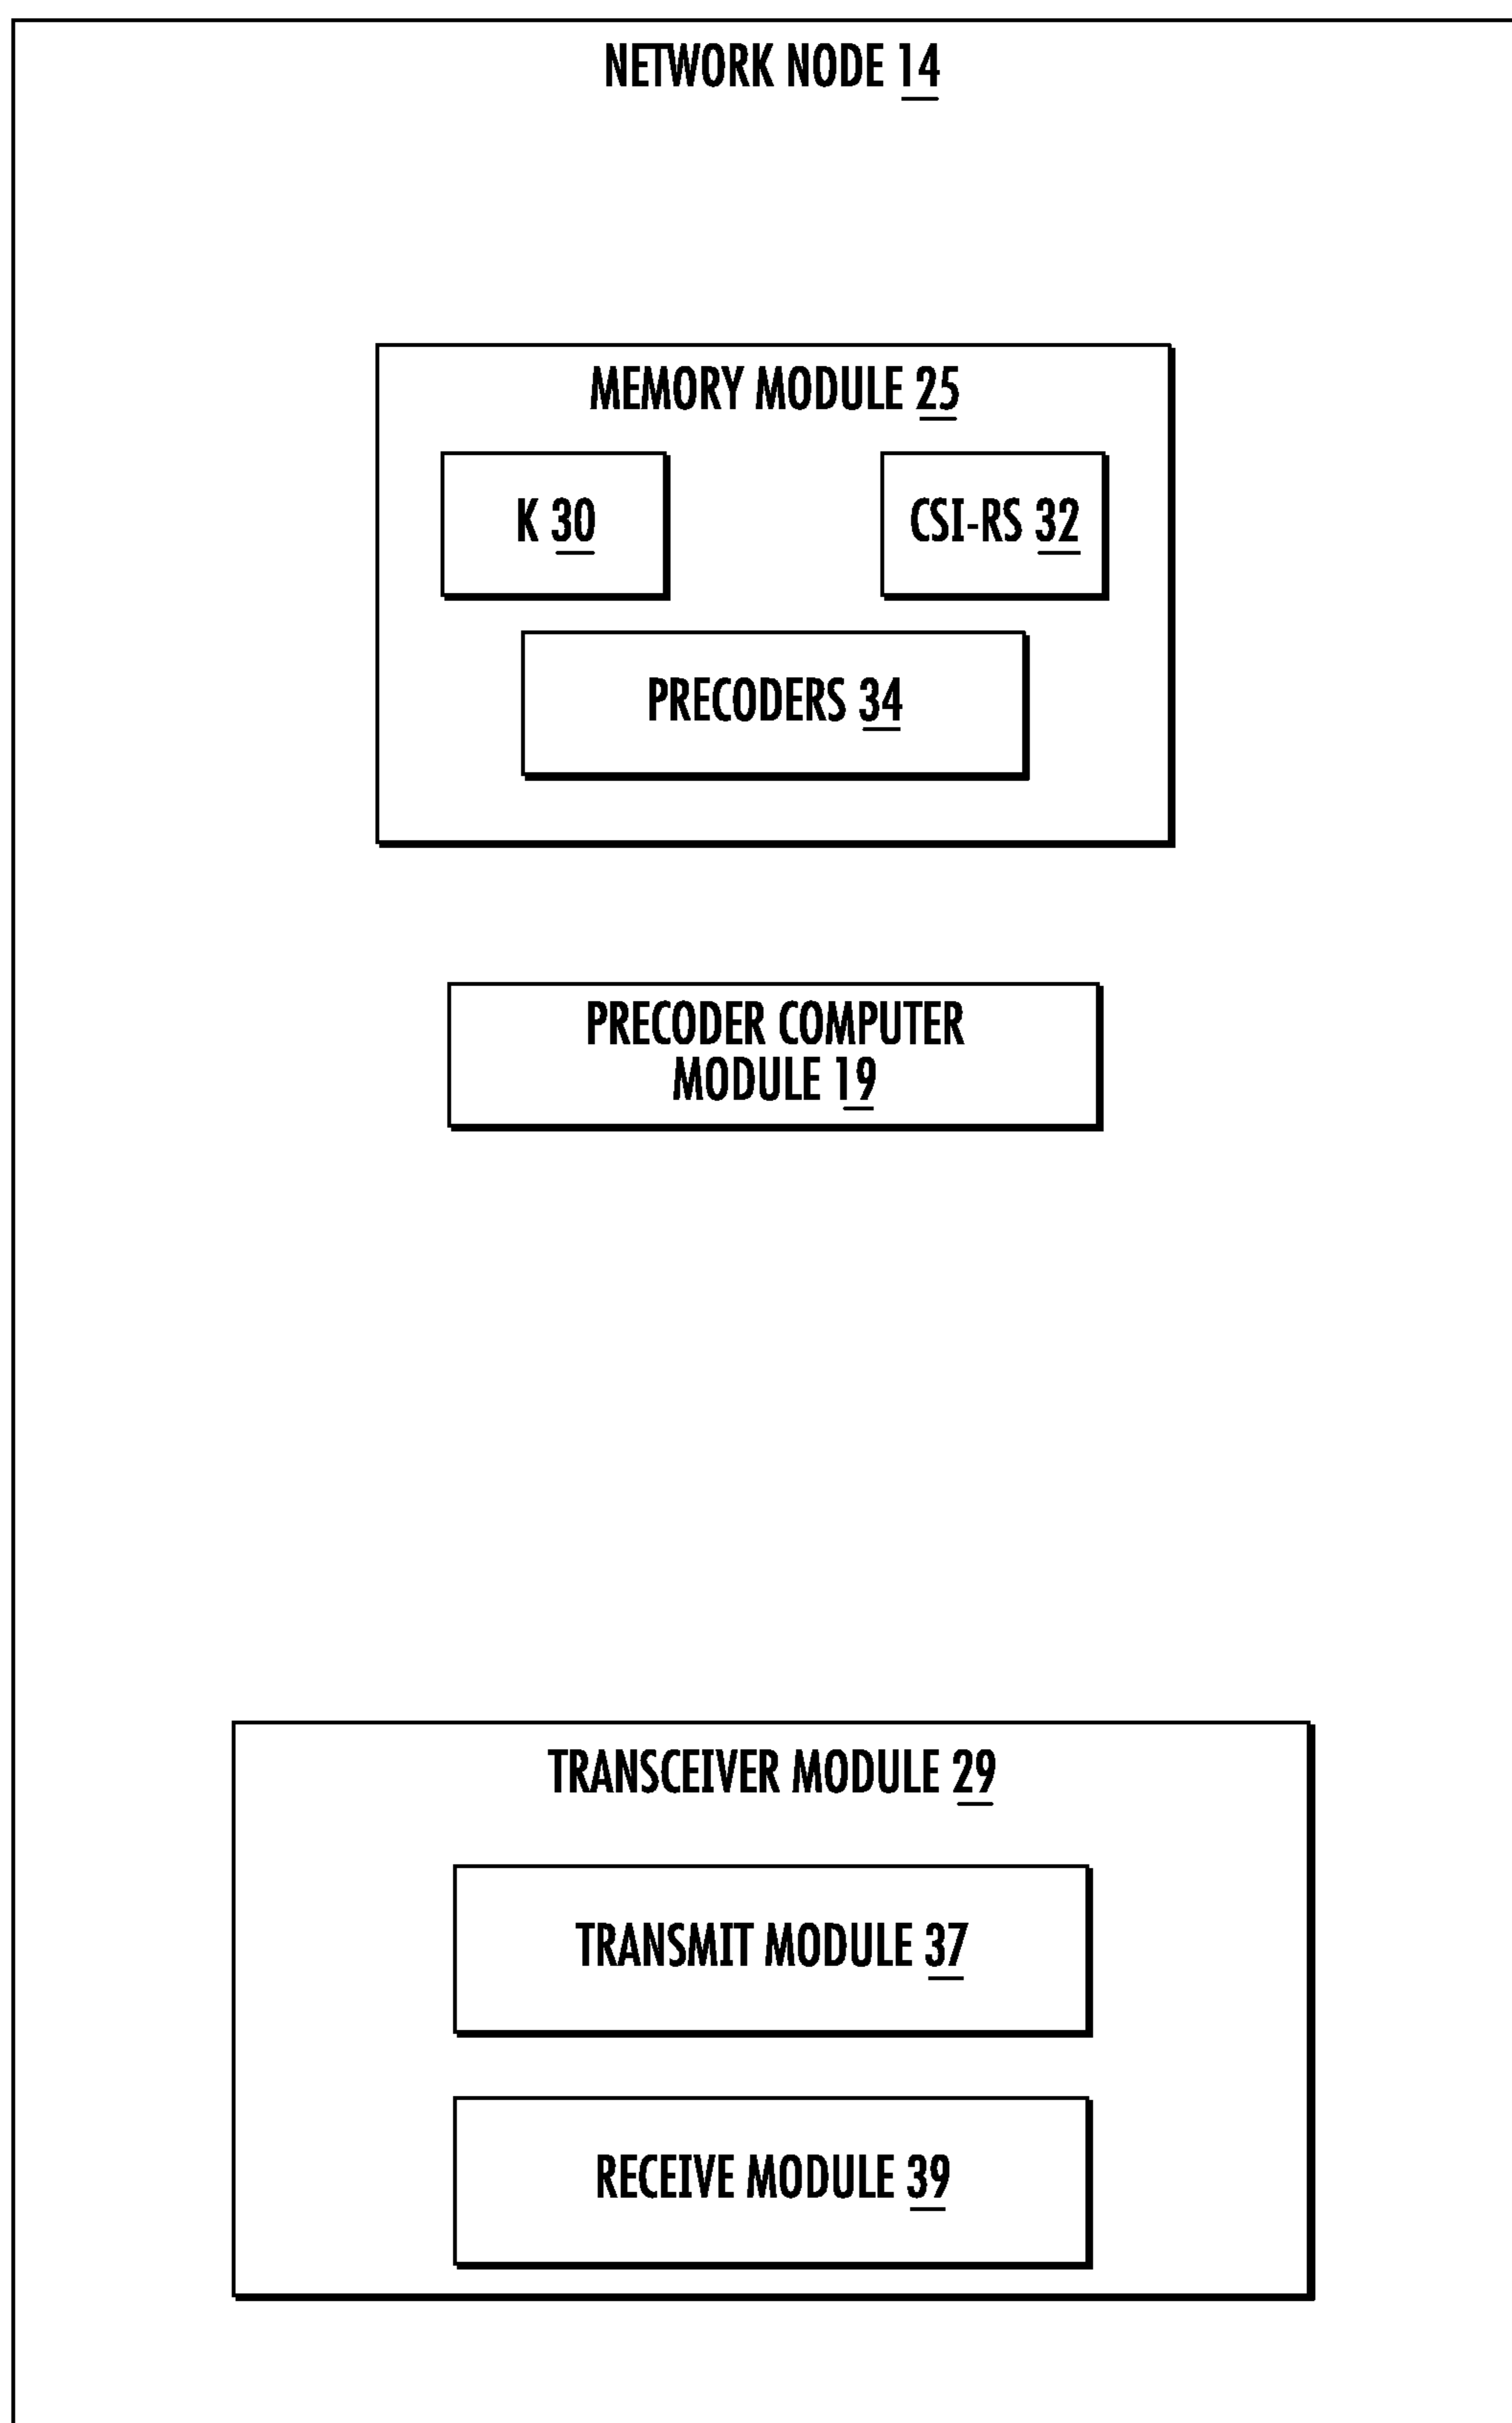 NETWORK NODE 14
MEMORY MODULE 25
K 30
CSI-RS 32
PRECODERS 34
PRECODER COMPUTER
MODULE 19
TRANSCEIVER MODULE 29
TRANSMIT MODULE 37
RECEIVE MODULE 39